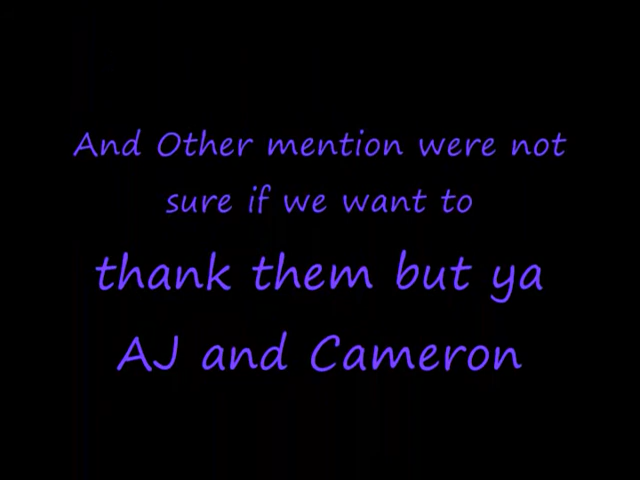 And Other mention were not
sure if we want to
thank them but ya
AJ and Cameron